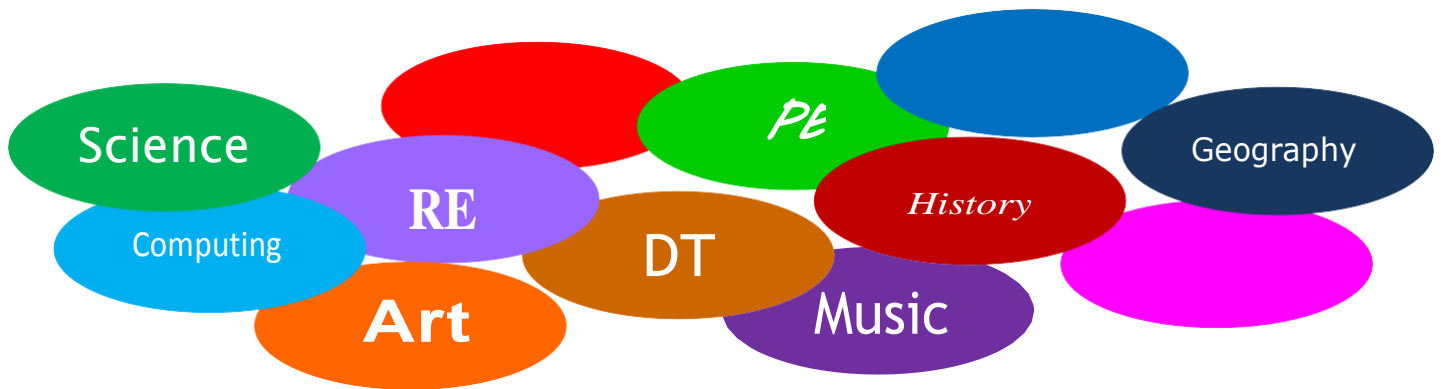 Science
PE
Geography
RE
History
Computing
DT
Music
Art